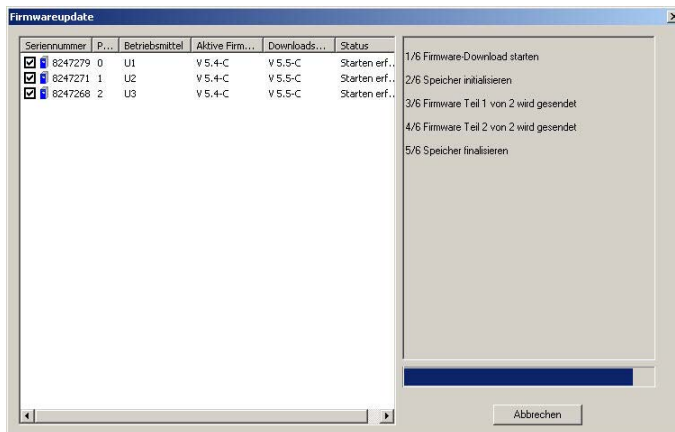 Firmwareupdate
Seriennummer P... Betriebsmittel Aktive Firm... Downloads... Status
8247279 0 U1 V 5.4-C V 5.5-C Starten erf..
8247271 1 U2 V 5.4-C V 5.5-C Starten erf..
8247268 2 U3 V 5.4-C V 5.5-C Starten erf..
1/6 Firmware-Download starten
2/6 Speicher initialisieren
3/6 Firmware Teil 1 von 2 wird gesendet
4/6 Firmware Teil 2 von 2 wird gesendet
5/6 Speicher finalisieren
Abbrechen